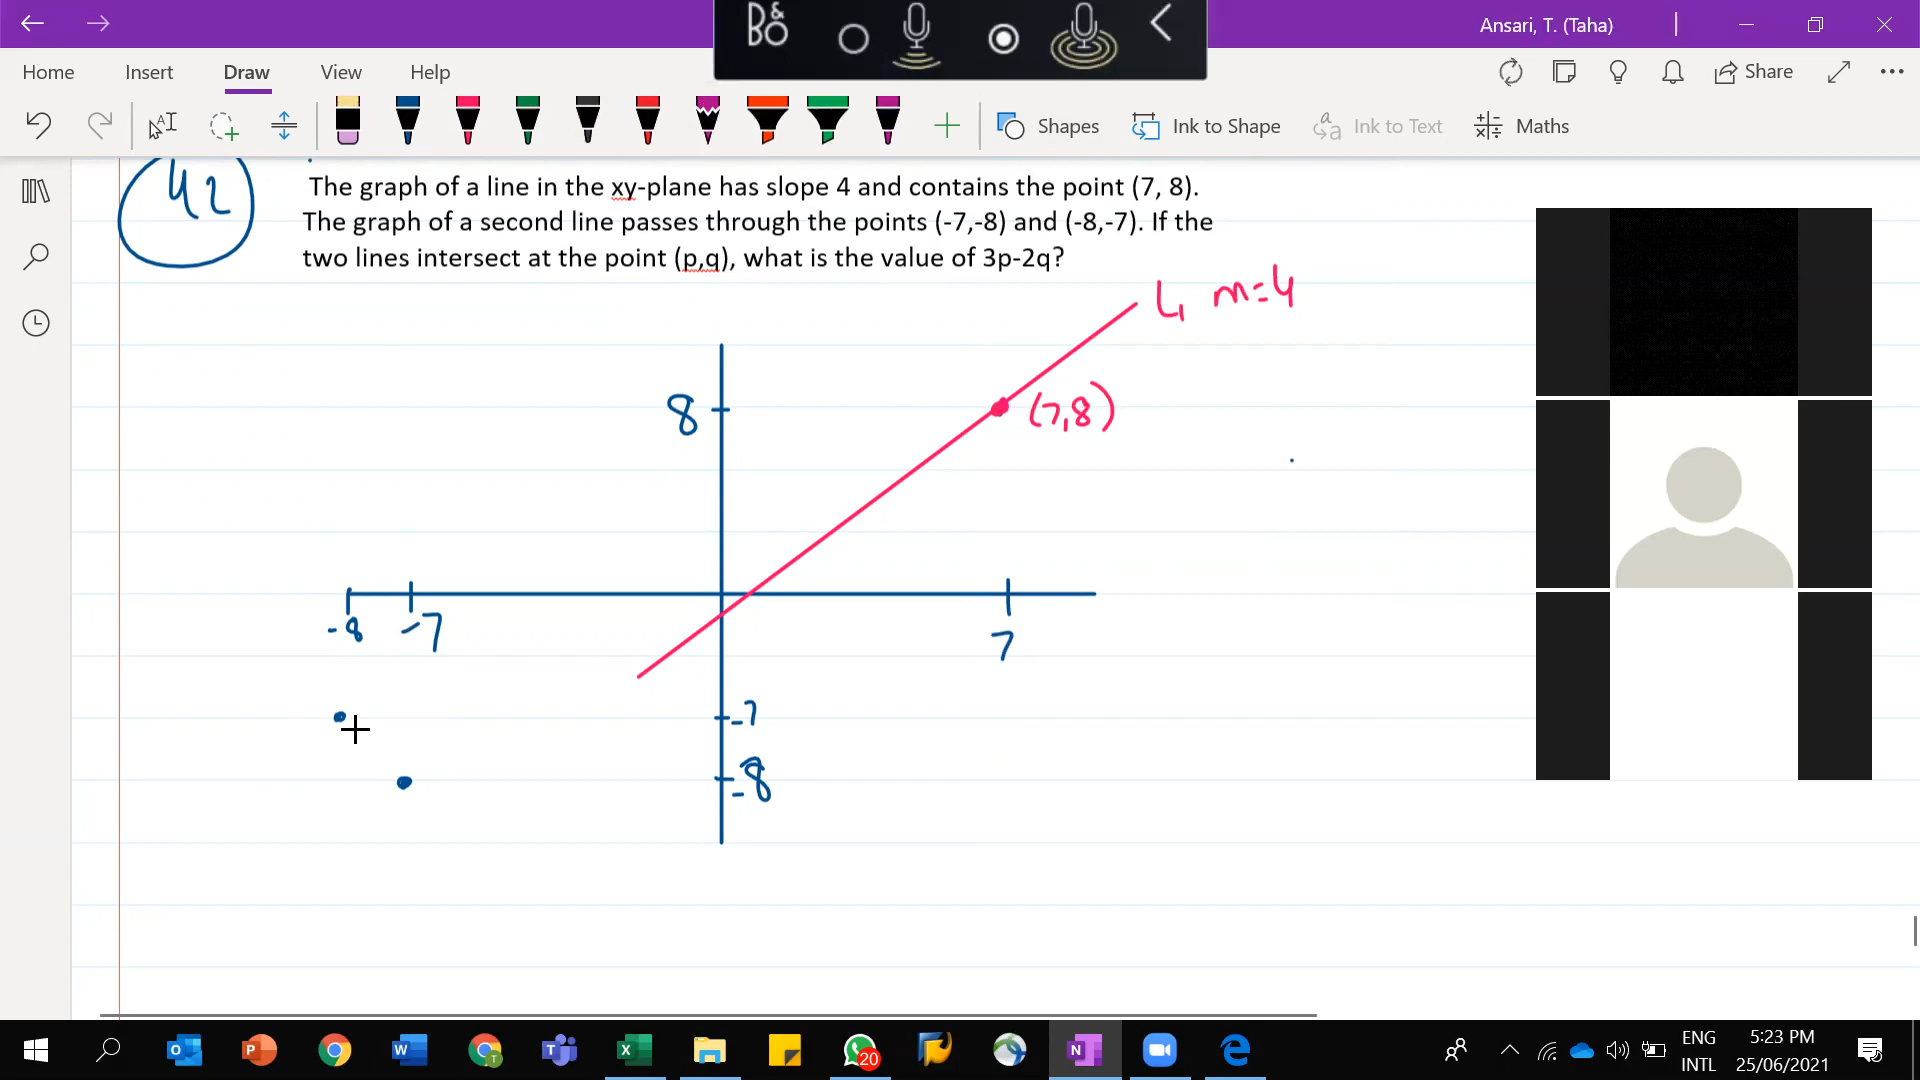 B&O
Ansari, T. (Taha)
Home Insert Draw View Help
Share
Shapes Ink to Shape Ink to Text Maths
42
The graph of a line in the xy-plane has slope 4 and contains the point (7, 8).
The graph of a second line passes through the points (-7,-8) and (-8,-7). If the
two lines intersect at the point (p,q), what is the value of 3p-2q?
L1 m=4
8
(7,8)
-8 -7
7
-7
-8
20
ENG
INTL
5:23 PM
25/06/2021